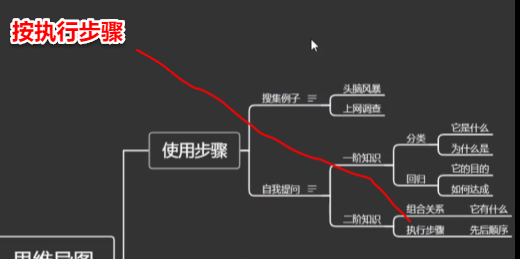 按执行步骤
头脑风暴
搜集例子
上网调查
使用步骤
它是什么
分类
为什么是
一阶知识
它的目的
回归
如何达成
自我提问
组合关系 它有什么
二阶知识
执行步骤 先后顺序
思维导图